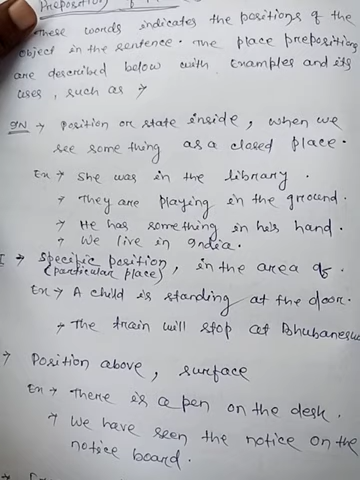 Preposition of
These words indicates the positions of the
object in the sentence. The place prepositions
are described below with examples and its
uses, such as →
IN → Position or state inside, when we
see something as a closed place.
Ex → She was in the library.
→ They are playing in the ground.
→ He has something in his hand.
→ We live in India.
→ Specific position, in the area of.
(particular place)
Ex → A child is standing at the door.
→ The train will stop at
→ Position above, surface
Ex → There is a pen on the desk.
→ We have seen the notice on the
notice board.